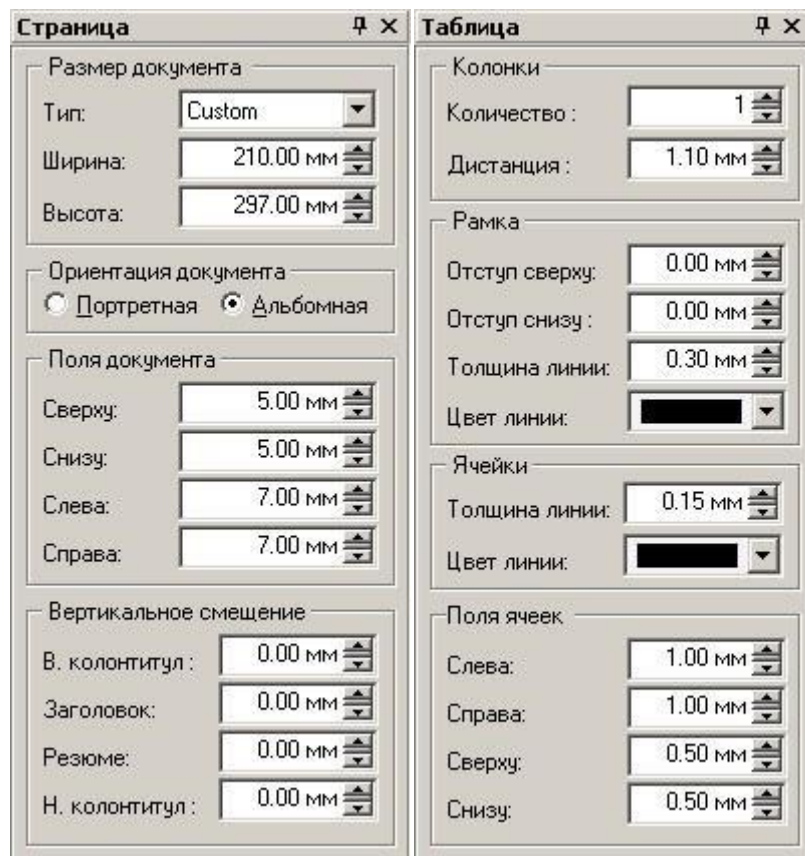 Страница
Размер документа
Тип: Custom
Ширина: 210.00 мм
Высота: 297.00 мм
Ориентация документа
Портретная Альбомная
Поля документа
Сверху: 5.00 мм
Снизу: 5.00 мм
Слева: 7.00 мм
Справа: 7.00 мм
Вертикальное смещение
В. колонтитул : 0.00 мм
Заголовок: 0.00 мм
Резюме: 0.00 мм
Н. колонтитул : 0.00 мм
Таблица
Колонки
Количество : 1
Дистанция : 1.10 мм
Рамка
Отступ сверху: 0.00 мм
Отступ снизу : 0.00 мм
Толщина линии: 0.30 мм
Цвет линии:
Ячейки
Толщина линии: 0.15 мм
Цвет линии:
Поля ячеек
Слева: 1.00 мм
Справа: 1.00 мм
Сверху: 0.50 мм
Снизу: 0.50 мм